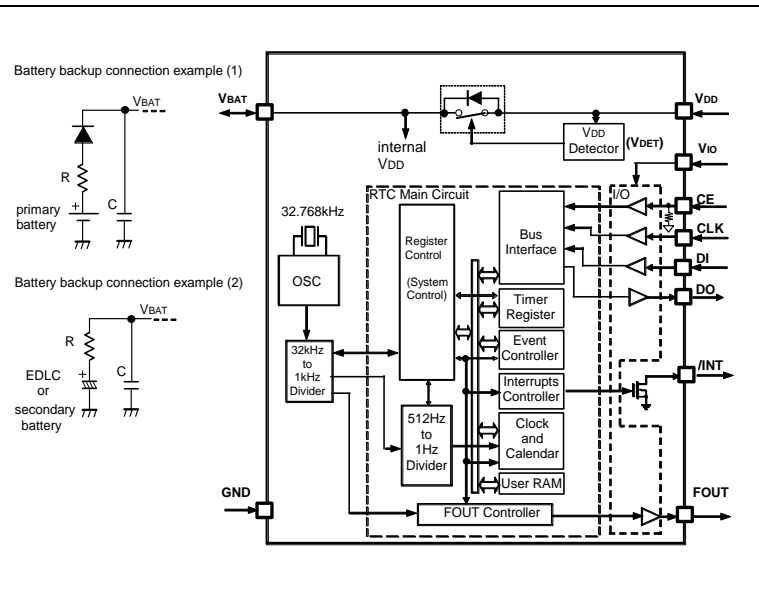 Battery backup connection example (1)
VBAT
R
C
+
primary
battery
Battery backup connection example (2)
VBAT
R
C
+
EDLC
or
secondary
battery
VBAT
internal
VDD
VDD
Detector
(VDET)
VDD
VIO
I/O
CE
CLK
DI
DO
/INT
FOUT
GND
32.768kHz
OSC
32kHz
to
1kHz
Divider
RTC Main Circuit
Register
Control
(System
Control)
512Hz
to
1Hz
Divider
Bus
Interface
Timer
Register
Event
Controller
Interrupts
Controller
Clock
and
Calendar
User RAM
FOUT Controller